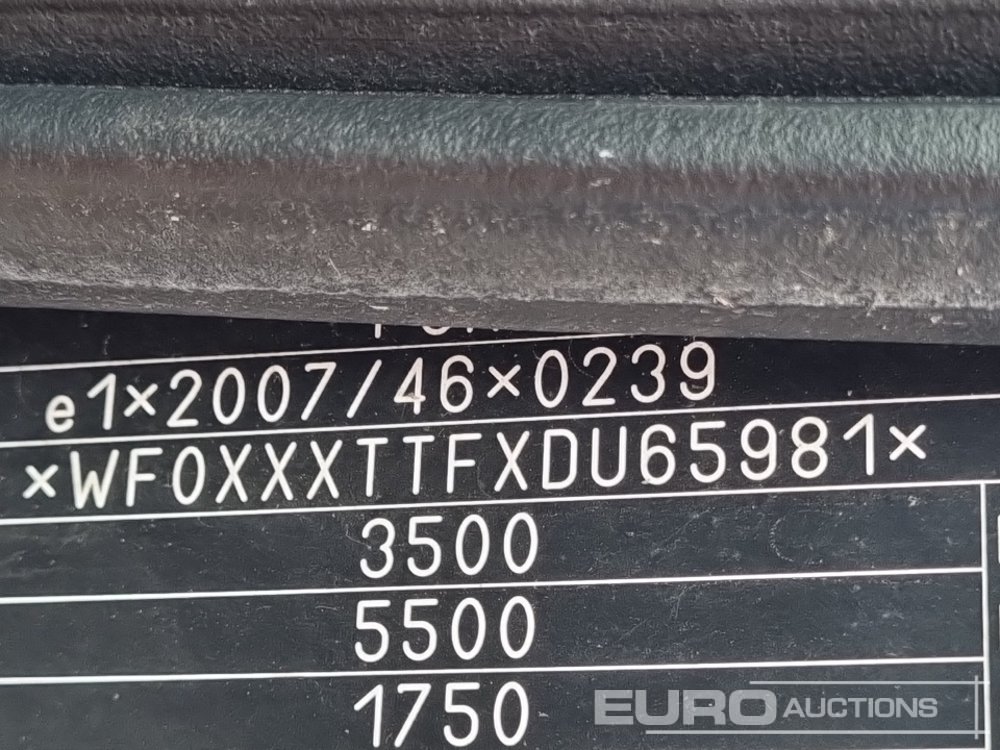 e1×2007/46×0239
×WF0XXXTTFXDU65981×
3500
5500
1750
EURO AUCTIONS